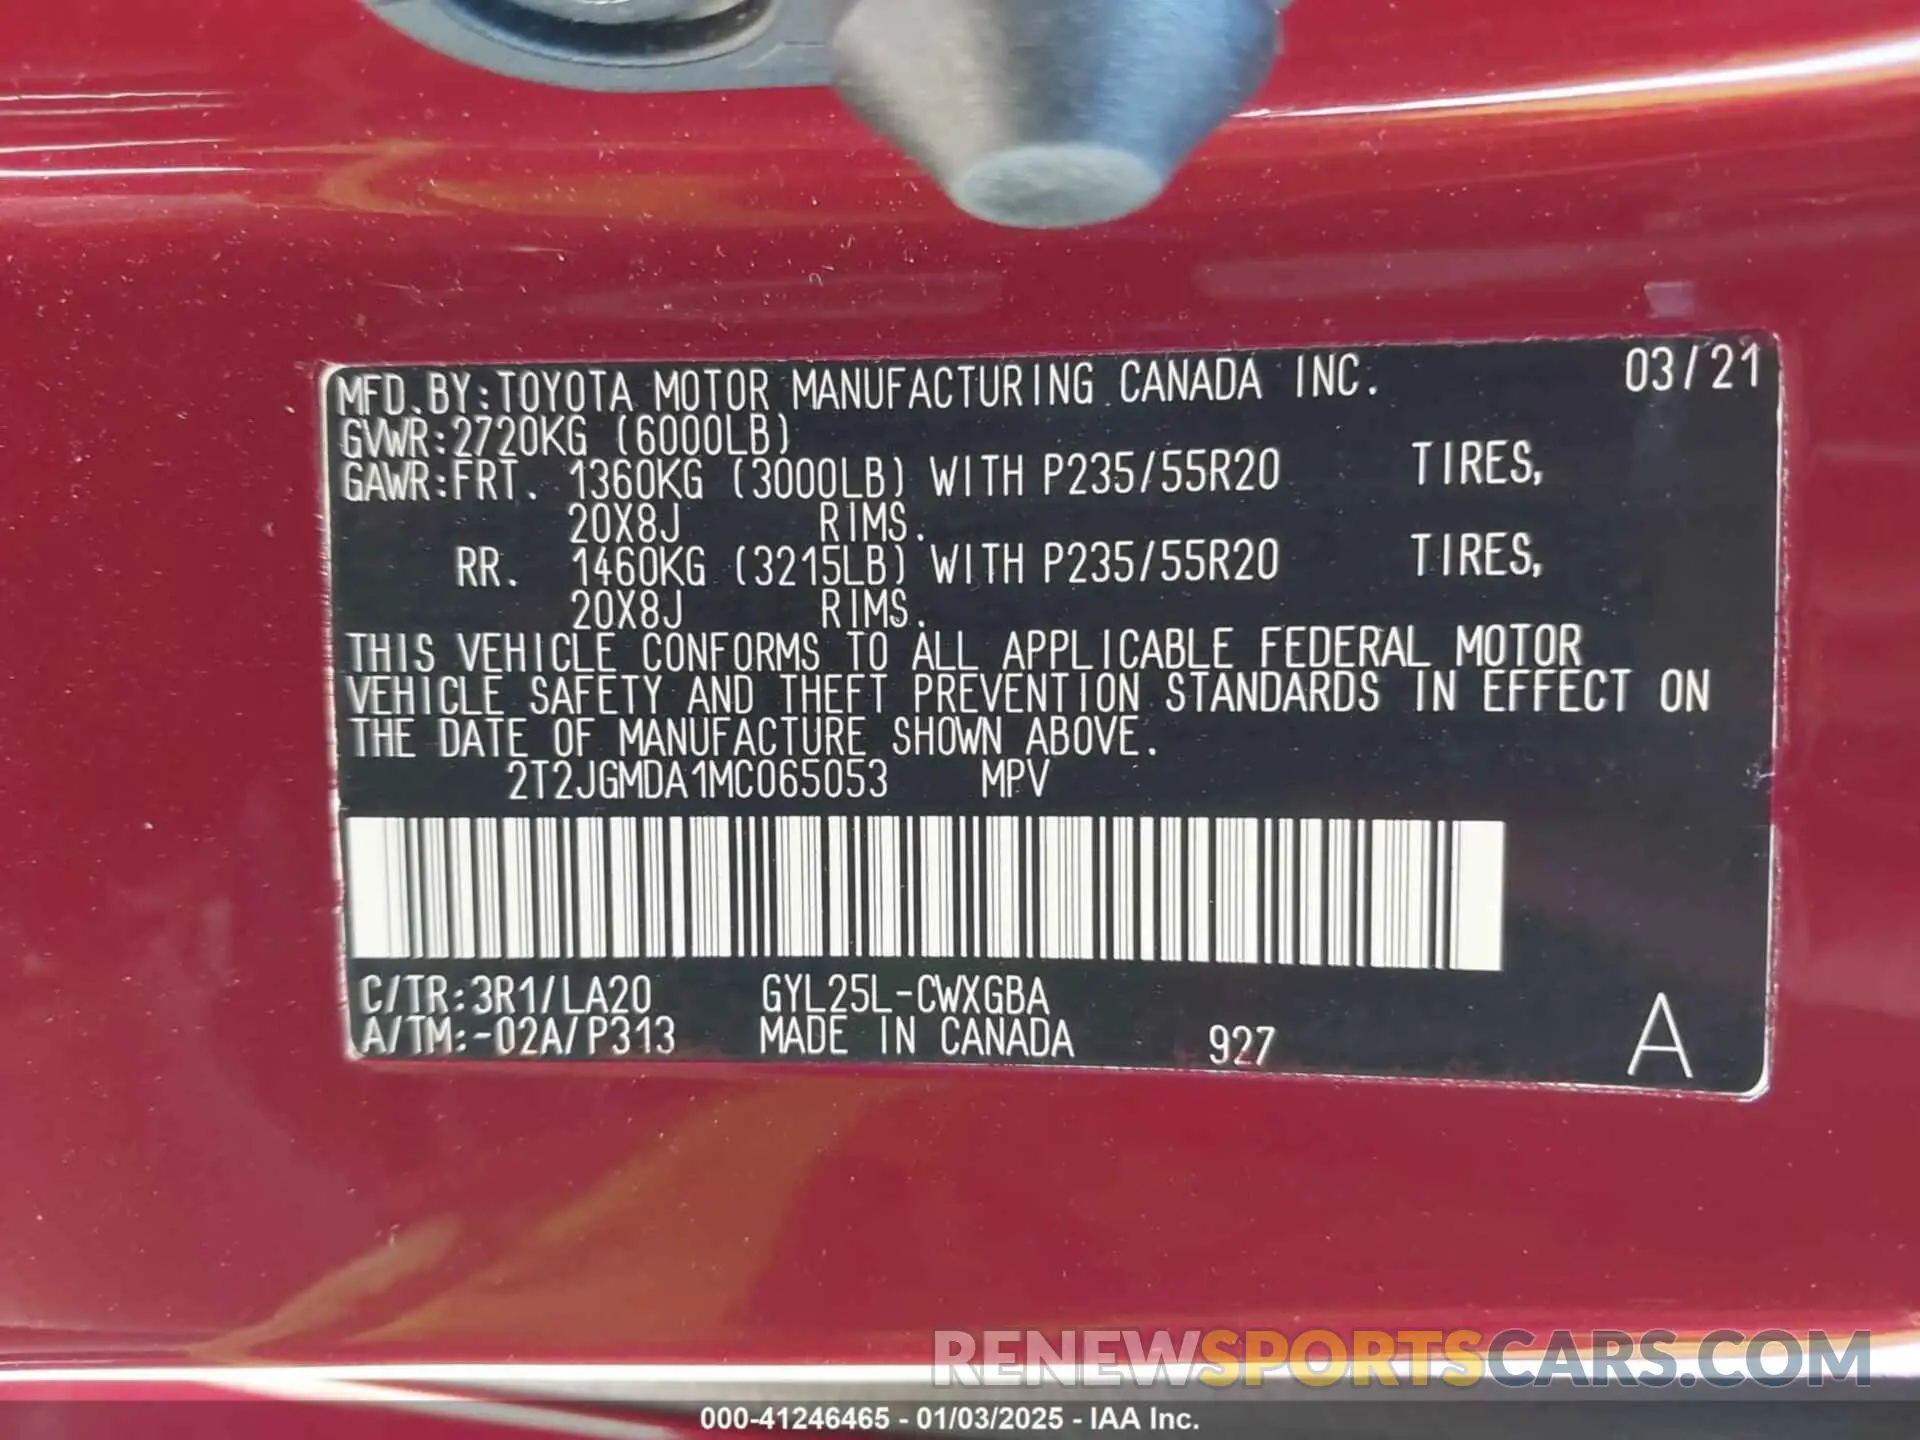 MFD.BY:TOYOTA MOTOR MANUFACTURING CANADA INC. 03/21
GVWR:2720KG (6000LB)
GAWR:FRT. 1360KG (3000LB) WITH P235/55R20 TIRES,
20X8J RIMS.
RR. 1460KG (3215LB) WITH P235/55R20 TIRES,
20X8J RIMS.
THIS VEHICLE CONFORMS TO ALL APPLICABLE FEDERAL MOTOR
VEHICLE SAFETY AND THEFT PREVENTION STANDARDS IN EFFECT ON
THE DATE OF MANUFACTURE SHOWN ABOVE.
2T2JGMDA1MC065053 MPV
C/TR:3R1/LA20 GYL25L-CWXGBA
A/TM:-02A/P313 MADE IN CANADA 927 A
RENEWSPORTSCARS.COM
000-41246465 - 01/03/2025 - IAA Inc.